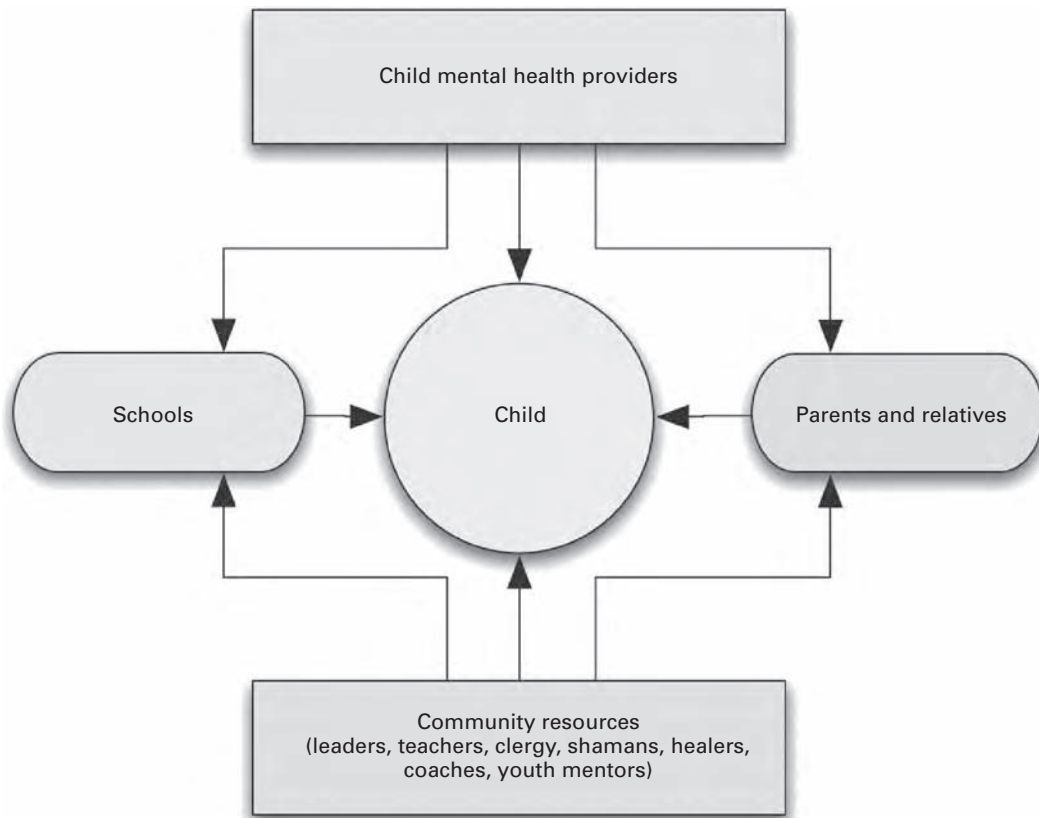 Child mental health providers
Schools
Child
Parents and relatives
Community resources
(leaders, teachers, clergy, shamans, healers,
coaches, youth mentors)